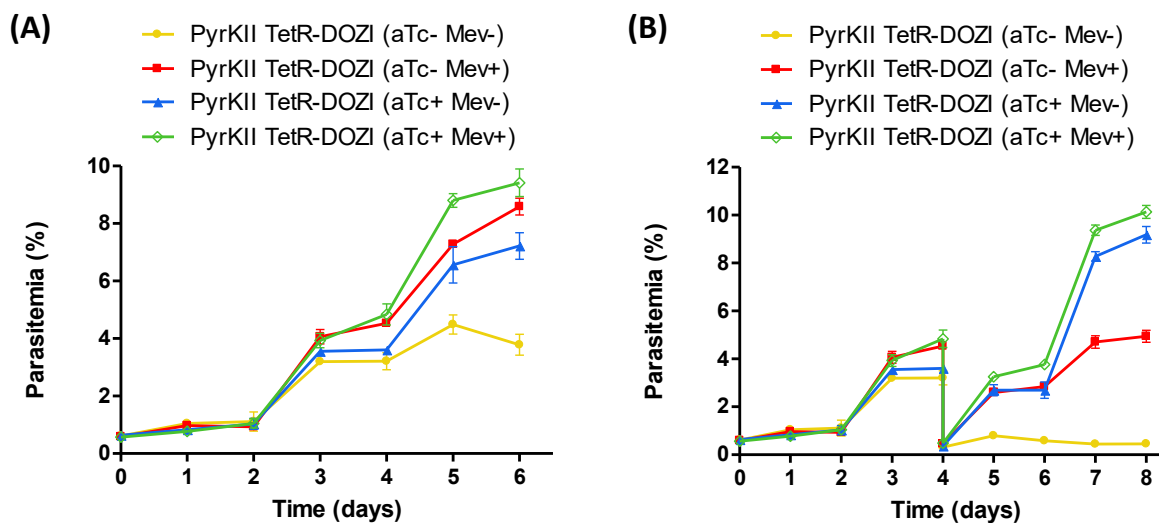 (A)
PyrKII TetR-DOZI (aTc- Mev-)
PyrKII TetR-DOZI (aTc- Mev+)
PyrKII TetR-DOZI (aTc+ Mev-)
PyrKII TetR-DOZI (aTc+ Mev+)
Parasitemia (%)
10
8
6
4
2
0
0 1 2 3 4 5 6
Time (days)
(B)
PyrKII TetR-DOZI (aTc- Mev-)
PyrKII TetR-DOZI (aTc- Mev+)
PyrKII TetR-DOZI (aTc+ Mev-)
PyrKII TetR-DOZI (aTc+ Mev+)
Parasitemia (%)
12
10
8
6
4
2
0
0 1 2 3 4 5 6 7 8
Time (days)